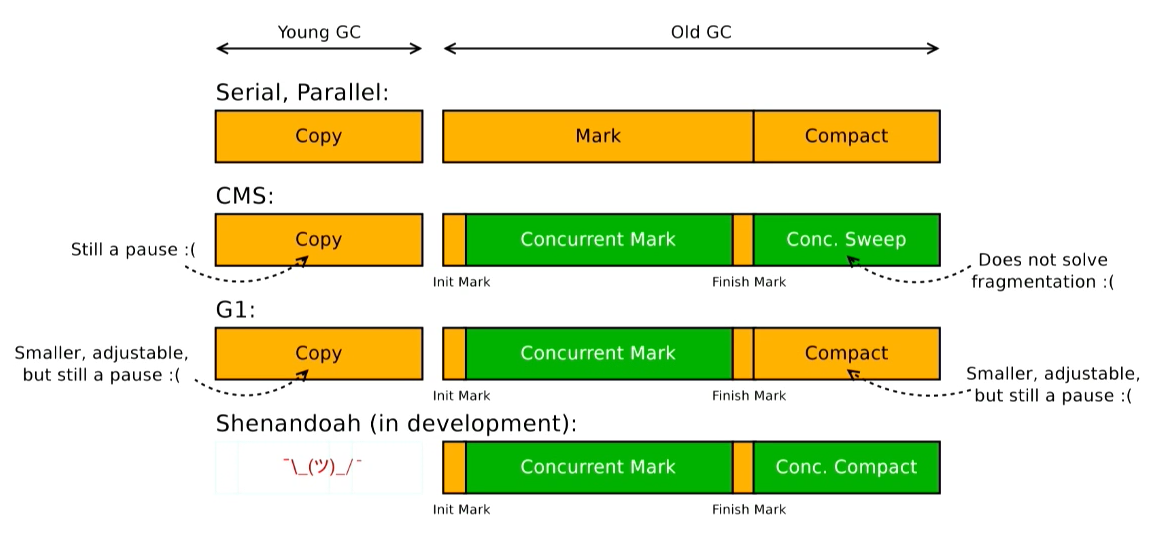 Young GC
Old GC
Serial, Parallel:
Copy
Mark
Compact
CMS:
Still a pause :(
Copy
Concurrent Mark
Conc. Sweep
Does not solve
fragmentation :(
Init Mark
Finish Mark
G1:
Smaller, adjustable,
but still a pause :(
Copy
Concurrent Mark
Compact
Smaller, adjustable,
but still a pause :(
Init Mark
Finish Mark
Shenandoah (in development):
¯\_(ツ)_/¯
Concurrent Mark
Conc. Compact
Init Mark
Finish Mark